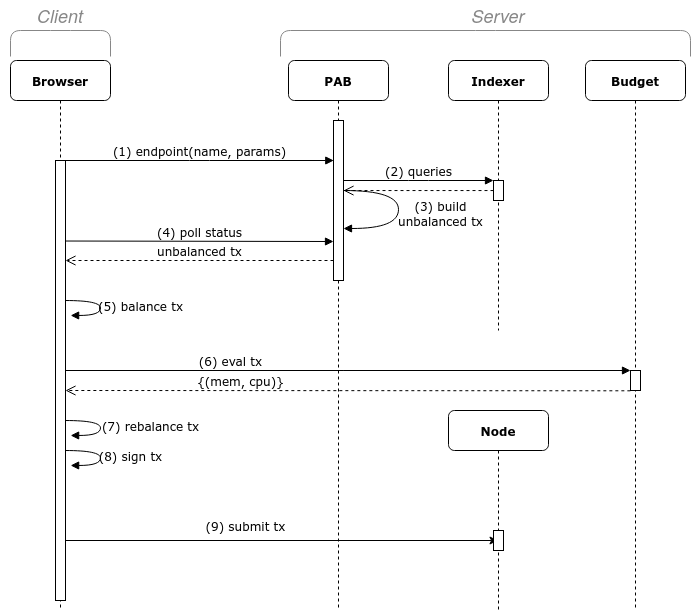 Client
Server
Browser
PAB
Indexer
Budget
(1) endpoint(name, params)
(2) queries
(3) build
unbalanced tx
(4) poll status
unbalanced tx
(5) balance tx
(6) eval tx
{(mem, cpu)}
(7) rebalance tx
Node
(8) sign tx
(9) submit tx